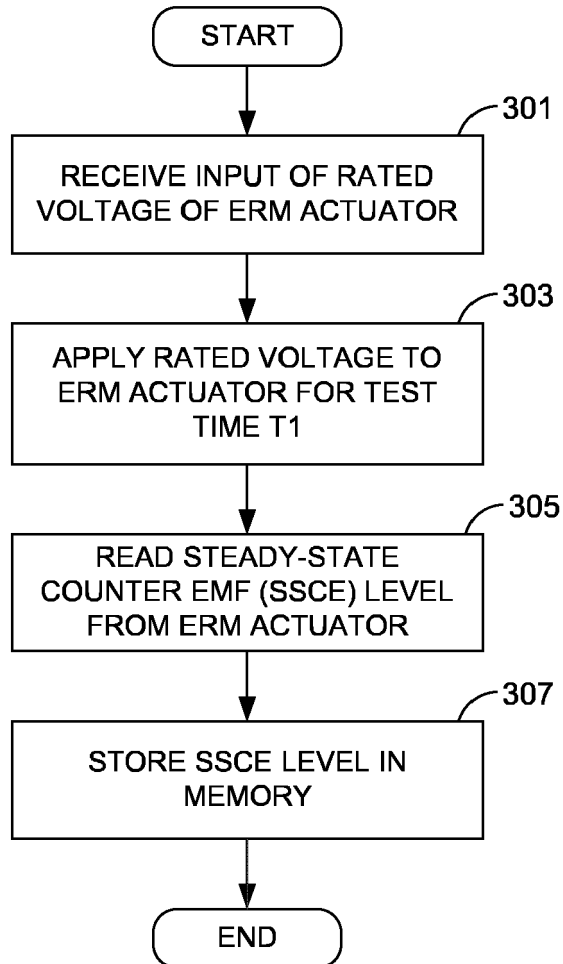 START
301
RECEIVE INPUT OF RATED
VOLTAGE OF ERM ACTUATOR
303
APPLY RATED VOLTAGE TO
ERM ACTUATOR FOR TEST
TIME T1
305
READ STEADY-STATE
COUNTER EMF (SSCE) LEVEL
FROM ERM ACTUATOR
307
STORE SSCE LEVEL IN
MEMORY
END